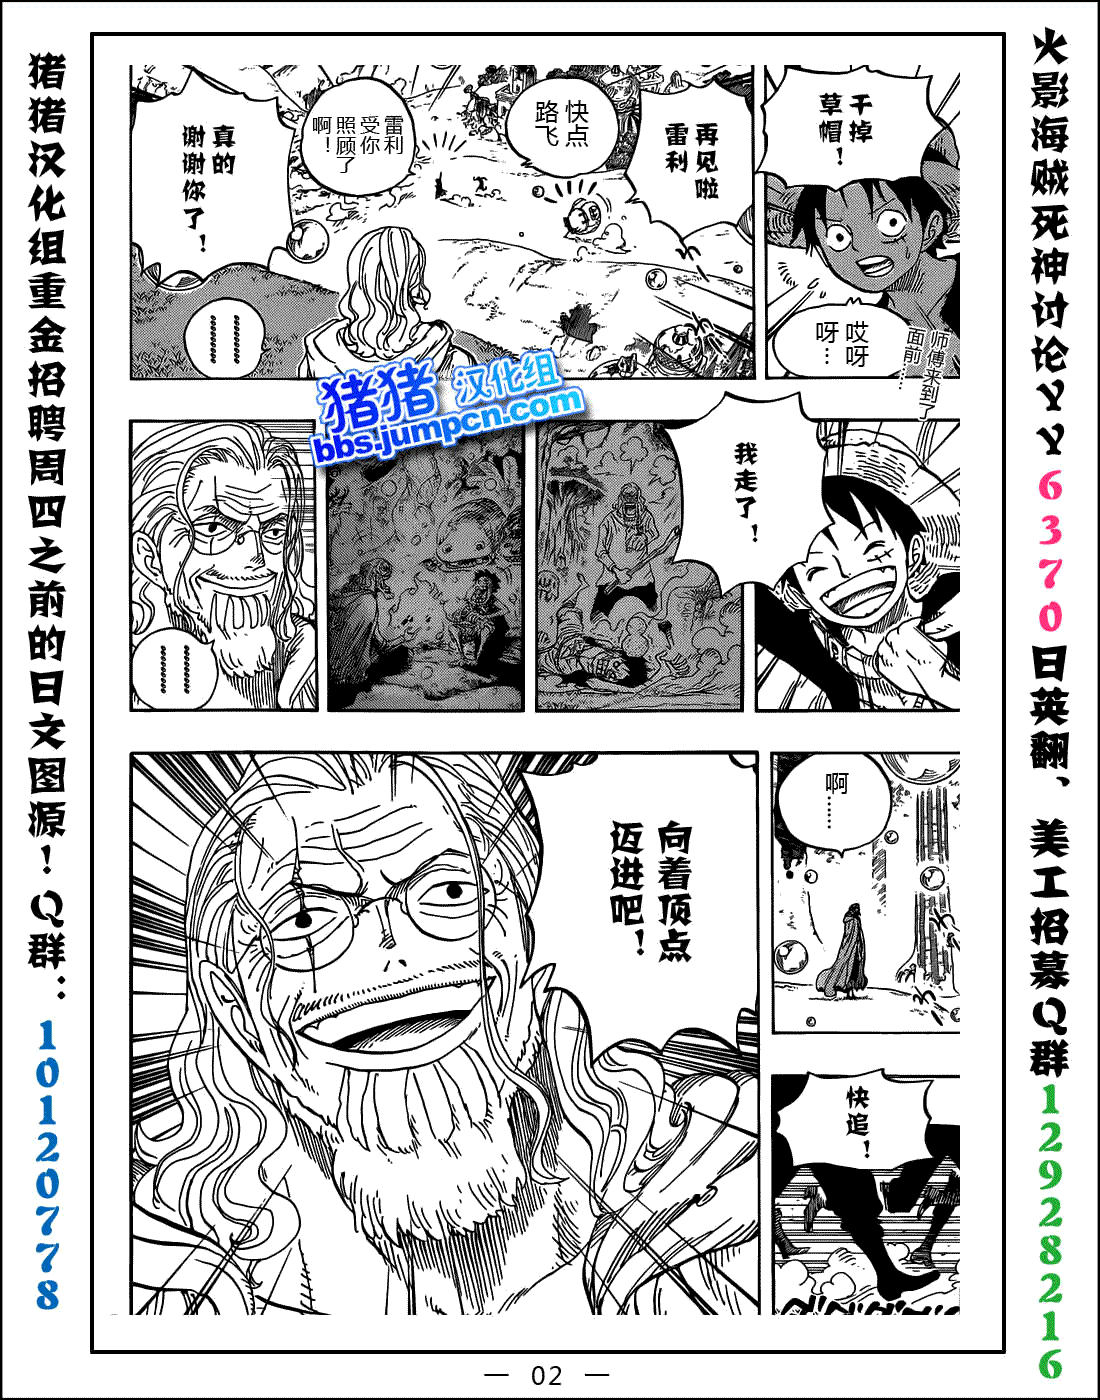 猪猪汉化组重金招聘周四之前的日文图源！Q群：101207778
火影海贼死神讨论YY6370日英翻、美工招募Q群129282166
干掉
草帽！
哎呀
呀…
师傅来到了
面前……
再见啦
雷利
快点
路飞
雷利
受你
照顾了
啊！
真的
谢谢你了！
…………
…………
猪猪汉化组
bbs.jumpcn.com
我走了！
…………
…………
啊
……
向着顶点
迈进吧！
快
追！
— 02 —